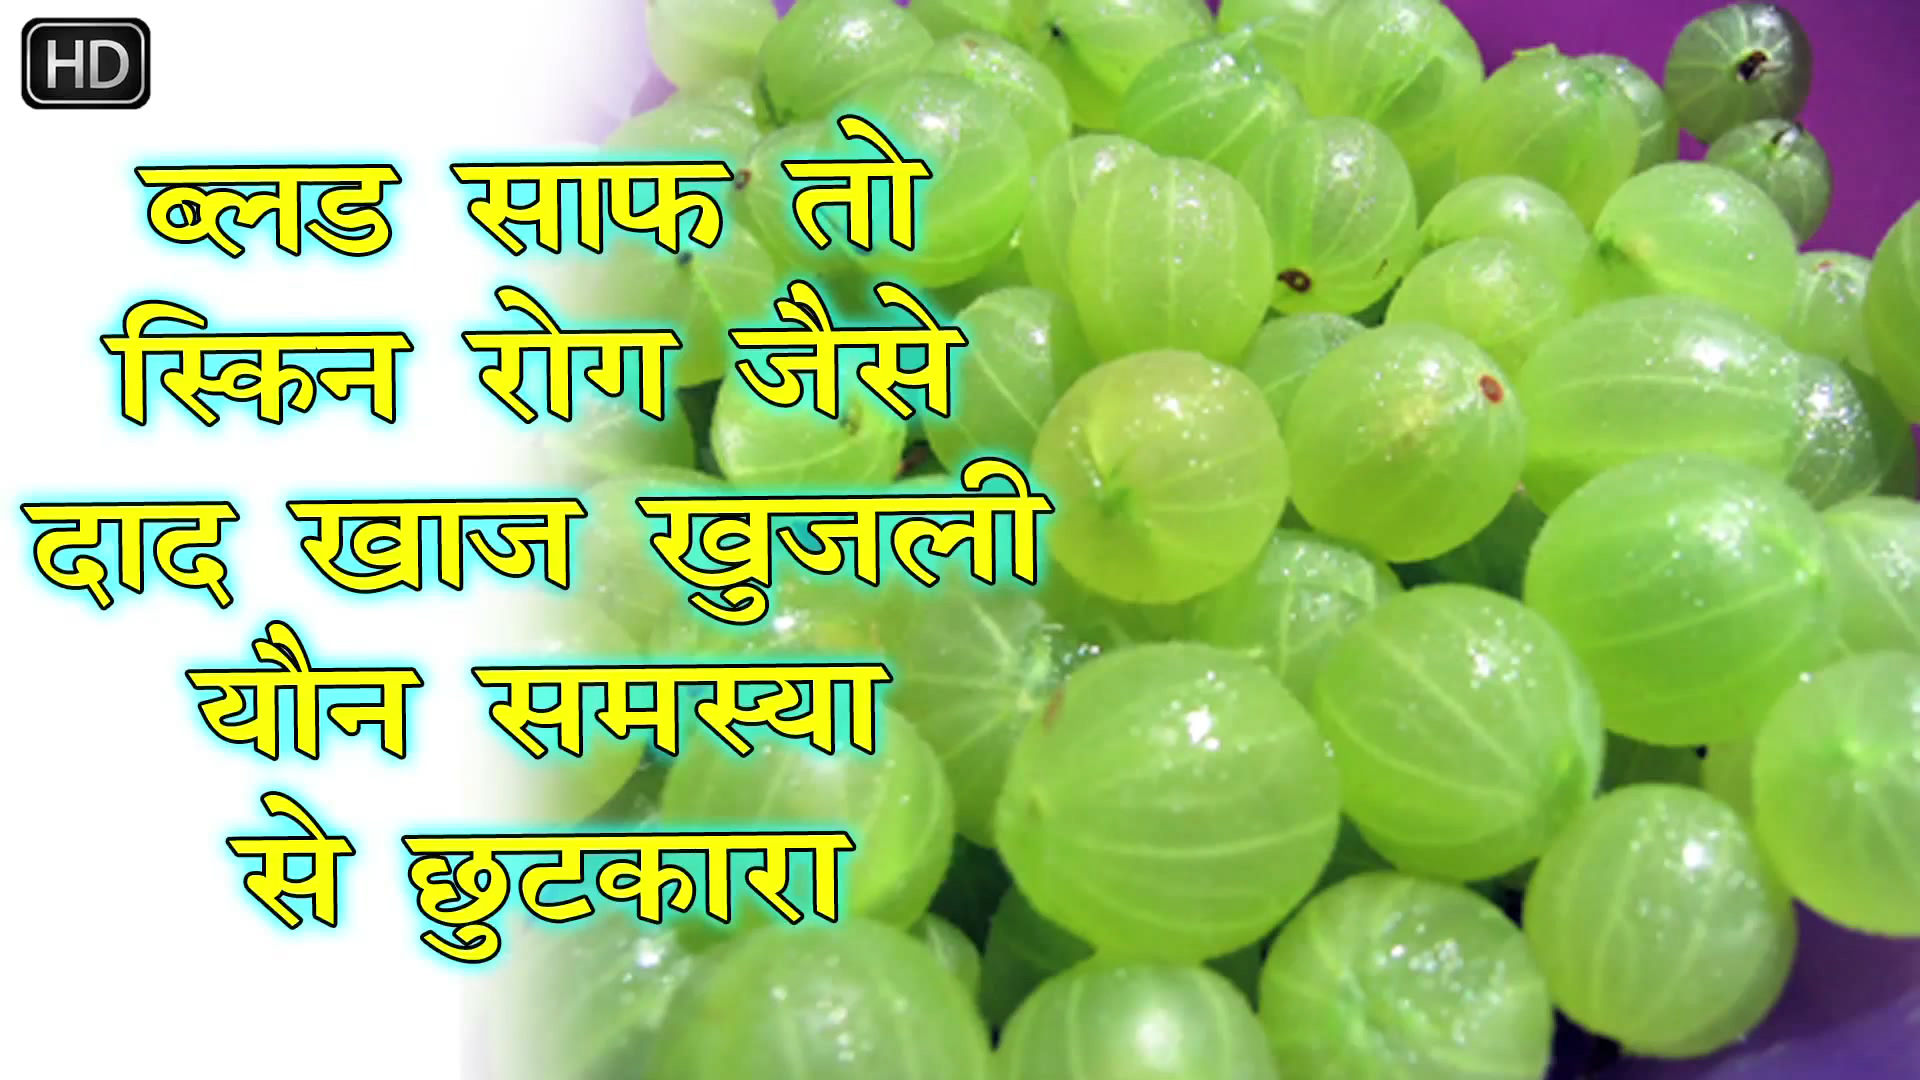 HD
ब्लड साफ तो
स्किन रोग जैसे
दाद खाज खुजली
यौन समस्या
से छुटकारा